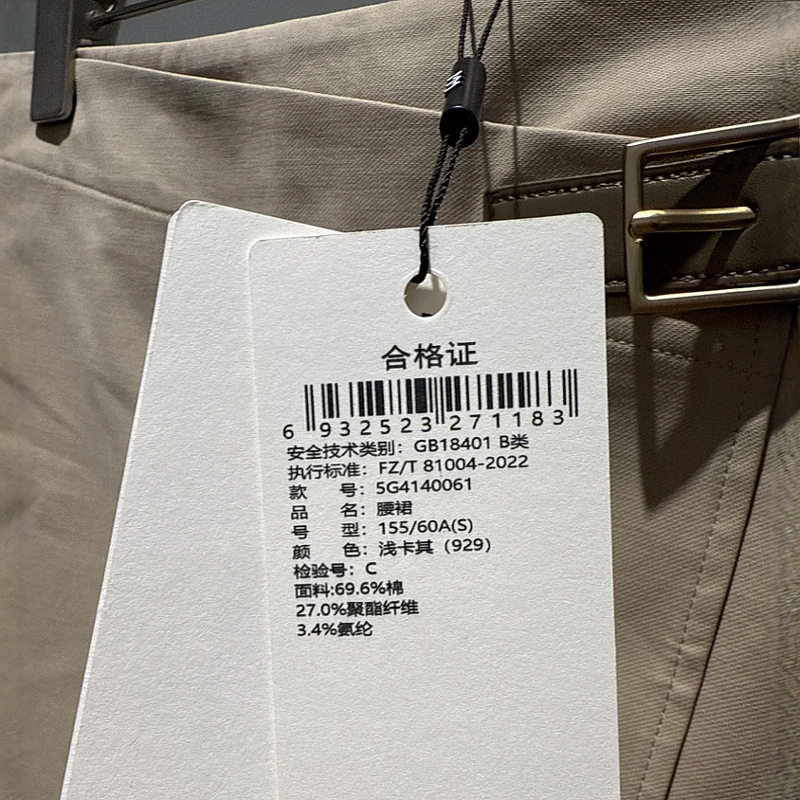 合格证
6 932523 271183
安全技术类别：GB18401 B类
执行标准：FZ/T 81004-2022
款 号：5G4140061
品 名：腰裙
号 型：155/60A(S)
颜 色：浅卡其（929）
检验号：C
面料:69.6%棉
27.0%聚酯纤维
3.4%氨纶